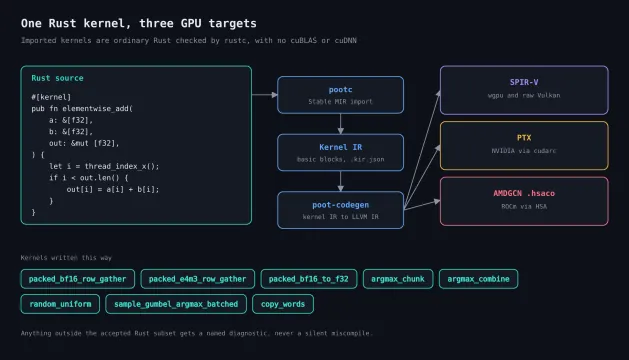 One Rust kernel, three GPU targets
Imported kernels are ordinary Rust checked by rustc, with no cuBLAS or cuDNN
Rust source
#[kernel]
pub fn elementwise_add(
a: &[f32],
b: &[f32],
out: &mut [f32],
) {
let i = thread_index_x();
if i < out.len() {
out[i] = a[i] + b[i];
}
}
pootc
Stable MIR import
Kernel IR
basic blocks, .kir.json
poot-codegen
kernel IR to LLVM IR
SPIR-V
wgpu and raw Vulkan
PTX
NVIDIA via cudarc
AMDGCN .hsaco
ROCm via HSA
Kernels written this way
packed_bf16_row_gather
packed_e4m3_row_gather
packed_bf16_to_f32
argmax_chunk
argmax_combine
random_uniform
sample_gumbel_argmax_batched
copy_words
Anything outside the accepted Rust subset gets a named diagnostic, never a silent miscompile.